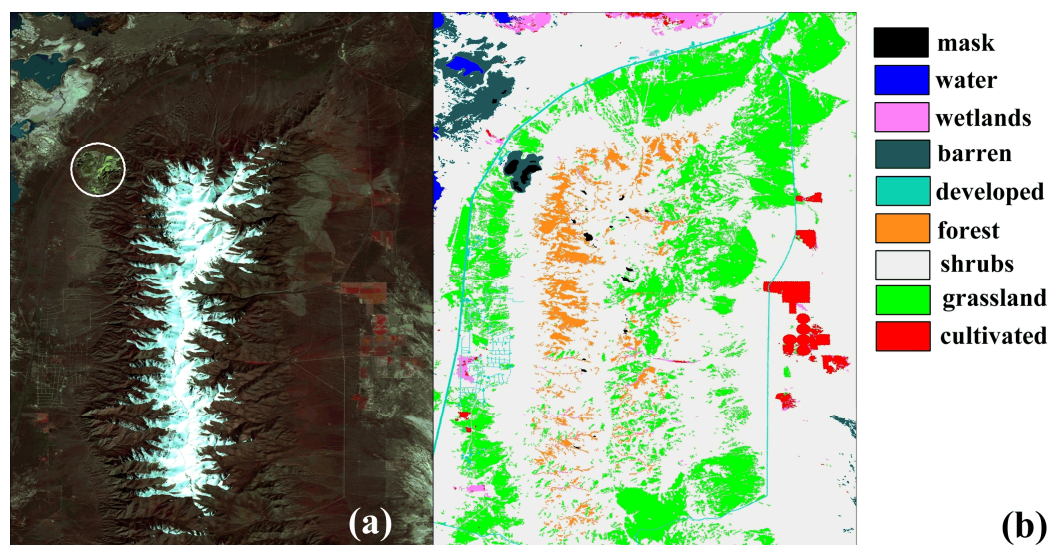 mask
water
wetlands
barren
developed
forest
shrubs
grassland
cultivated
(a)
(b)